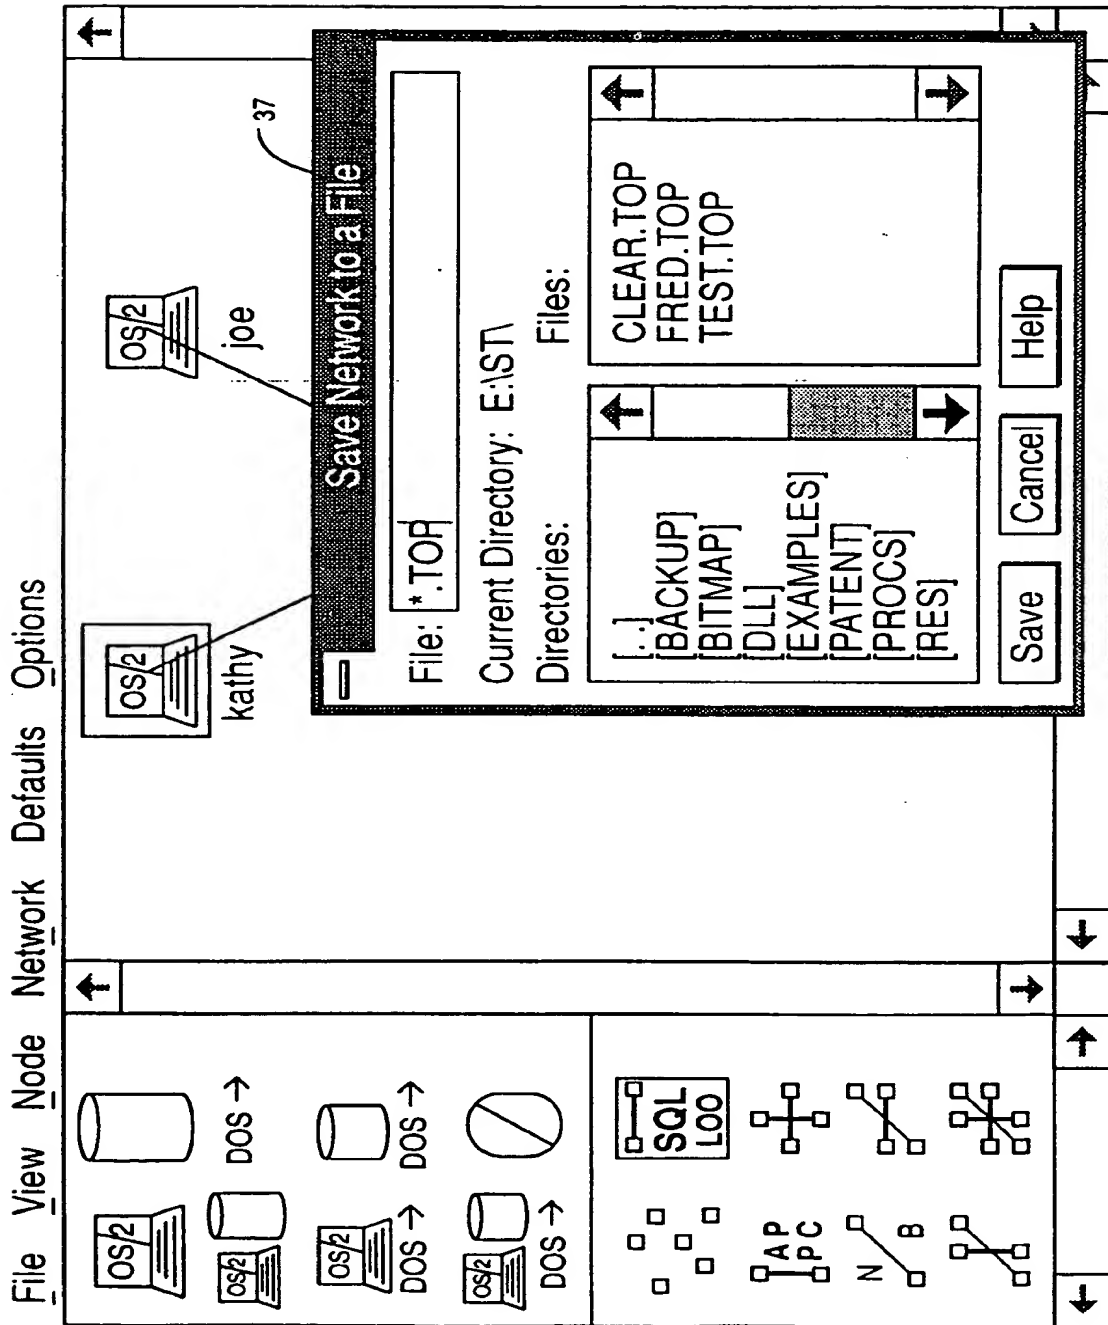 File View Node Network Defaults Options
OS/2
DOS →
OS/2
OS/2
DOS →
DOS →
OS/2
DOS →
SQL
LOO
AP
PC
N
B
OS/2
kathy
OS/2
joe
37
Save Network to a File
File: *.TOP
Current Directory: E:\ST\
Directories:
[..]
[BACKUP]
[BITMAP]
[DLL]
[EXAMPLES]
[PATENT]
[PROCS]
[RES]
Files:
CLEAR.TOP
FRED.TOP
TEST.TOP
Save
Cancel
Help